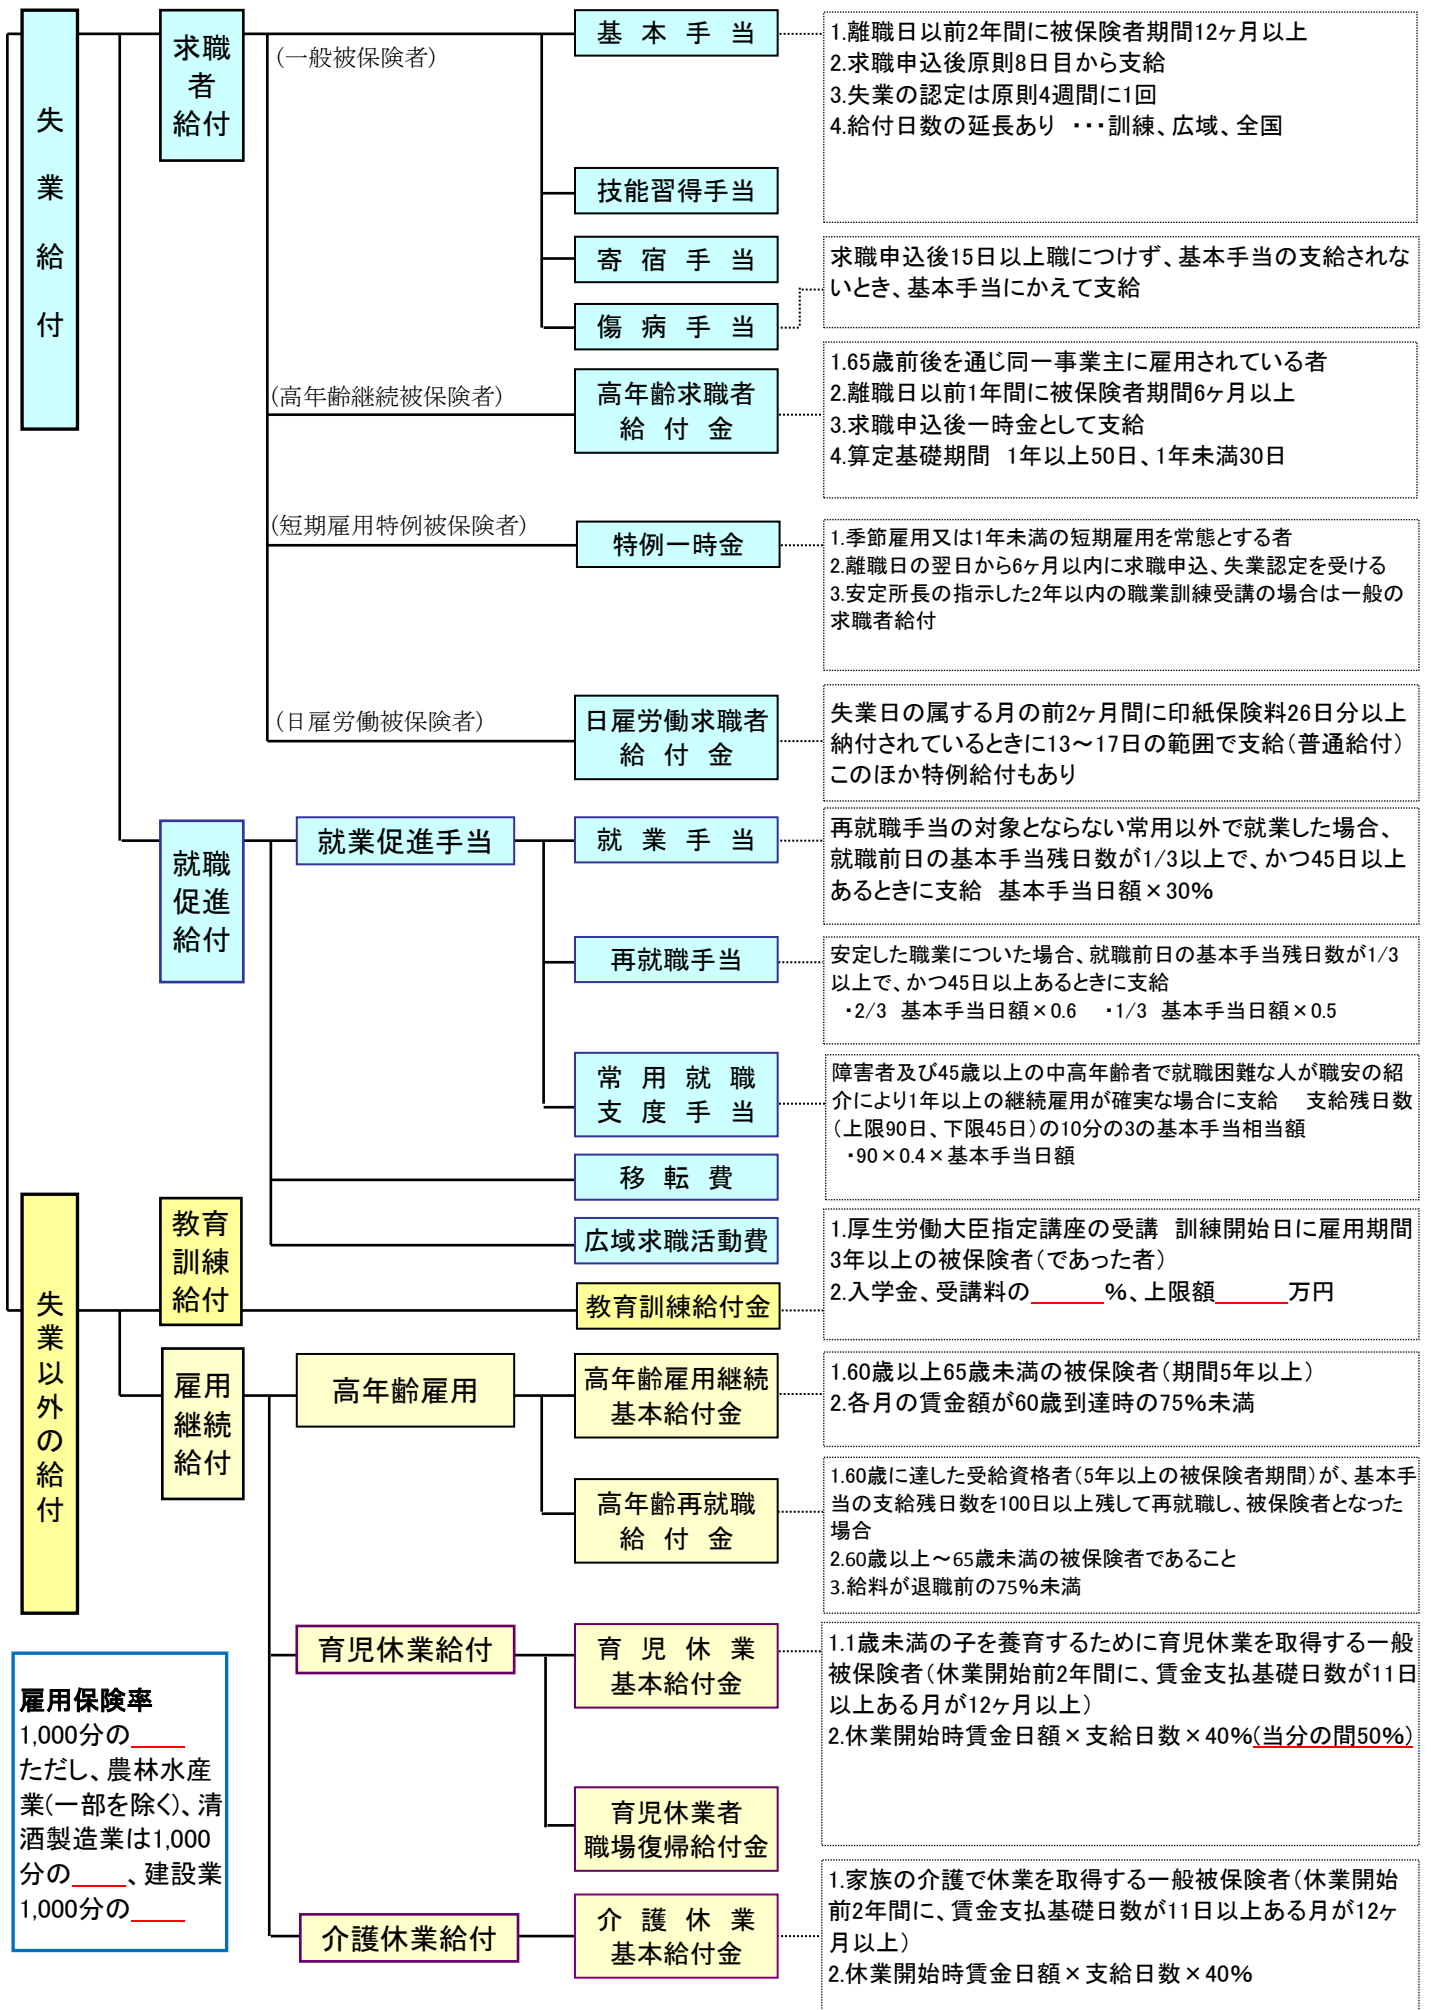 失業給付
求職
者
給付
(一般被保険者)
基本手当
1.離職日以前2年間に被保険者期間12ヶ月以上
2.求職申込後原則8日目から支給
3.失業の認定は原則4週間に1回
4.給付日数の延長あり ・・・訓練、広域、全国
技能習得手当
寄宿手当
傷病手当
求職申込後15日以上職につけず、基本手当の支給されな
いとき、基本手当にかえて支給
(高年齢継続被保険者)
高年齢求職者
給付金
1.65歳前後を通じ同一事業主に雇用されている者
2.離職日以前1年間に被保険者期間6ヶ月以上
3.求職申込後一時金として支給
4.算定基礎期間 1年以上50日、1年未満30日
(短期雇用特例被保険者)
特例一時金
1.季節雇用又は1年未満の短期雇用を常態とする者
2.離職日の翌日から6ヶ月以内に求職申込、失業認定を受ける
3.安定所長の指示した2年以内の職業訓練受講の場合は一般の
求職者給付
(日雇労働被保険者)
日雇労働求職者
給付金
失業日の属する月の前2ヶ月間に印紙保険料26日分以上
納付されているときに13～17日の範囲で支給(普通給付)
このほか特例給付もあり
就職
促進
給付
就業促進手当
就業手当
再就職手当の対象とならない常用以外で就業した場合、
就職前日の基本手当残日数が1/3以上で、かつ45日以上
あるときに支給 基本手当日額×30%
再就職手当
安定した職業についた場合、就職前日の基本手当残日数が1/3
以上で、かつ45日以上あるときに支給
・2/3 基本手当日額×0.6 ・1/3 基本手当日額×0.5
常用就職
支度手当
障害者及び45歳以上の中高年齢者で就職困難な人が職安の紹
介により1年以上の継続雇用が確実な場合に支給 支給残日数
(上限90日、下限45日)の10分の3の基本手当相当額
・90×0.4×基本手当日額
移転費
広域求職活動費
失業以外の給付
教育
訓練
給付
教育訓練給付金
1.厚生労働大臣指定講座の受講 訓練開始日に雇用期間
3年以上の被保険者(であった者)
2.入学金、受講料の______%、上限額______万円
雇用
継続
給付
高年齢雇用
高年齢雇用継続
基本給付金
1.60歳以上65歳未満の被保険者(期間5年以上)
2.各月の賃金額が60歳到達時の75%未満
高年齢再就職
給付金
1.60歳に達した受給資格者(5年以上の被保険者期間)が、基本手
当の支給残日数を100日以上残して再就職し、被保険者となった
場合
2.60歳以上～65歳未満の被保険者であること
3.給料が退職前の75%未満
育児休業給付
育児休業
基本給付金
1.1歳未満の子を養育するために育児休業を取得する一般
被保険者(休業開始前2年間に、賃金支払基礎日数が11日
以上ある月が12ヶ月以上)
2.休業開始時賃金日額×支給日数×40%(当分の間50%)
育児休業者
職場復帰給付金
介護休業給付
介護休業
基本給付金
1.家族の介護で休業を取得する一般被保険者(休業開始
前2年間に、賃金支払基礎日数が11日以上ある月が12ヶ
月以上)
2.休業開始時賃金日額×支給日数×40%
雇用保険率
1,000分の____
ただし、農林水産
業(一部を除く)、清
酒製造業は1,000
分の____、建設業
1,000分の____